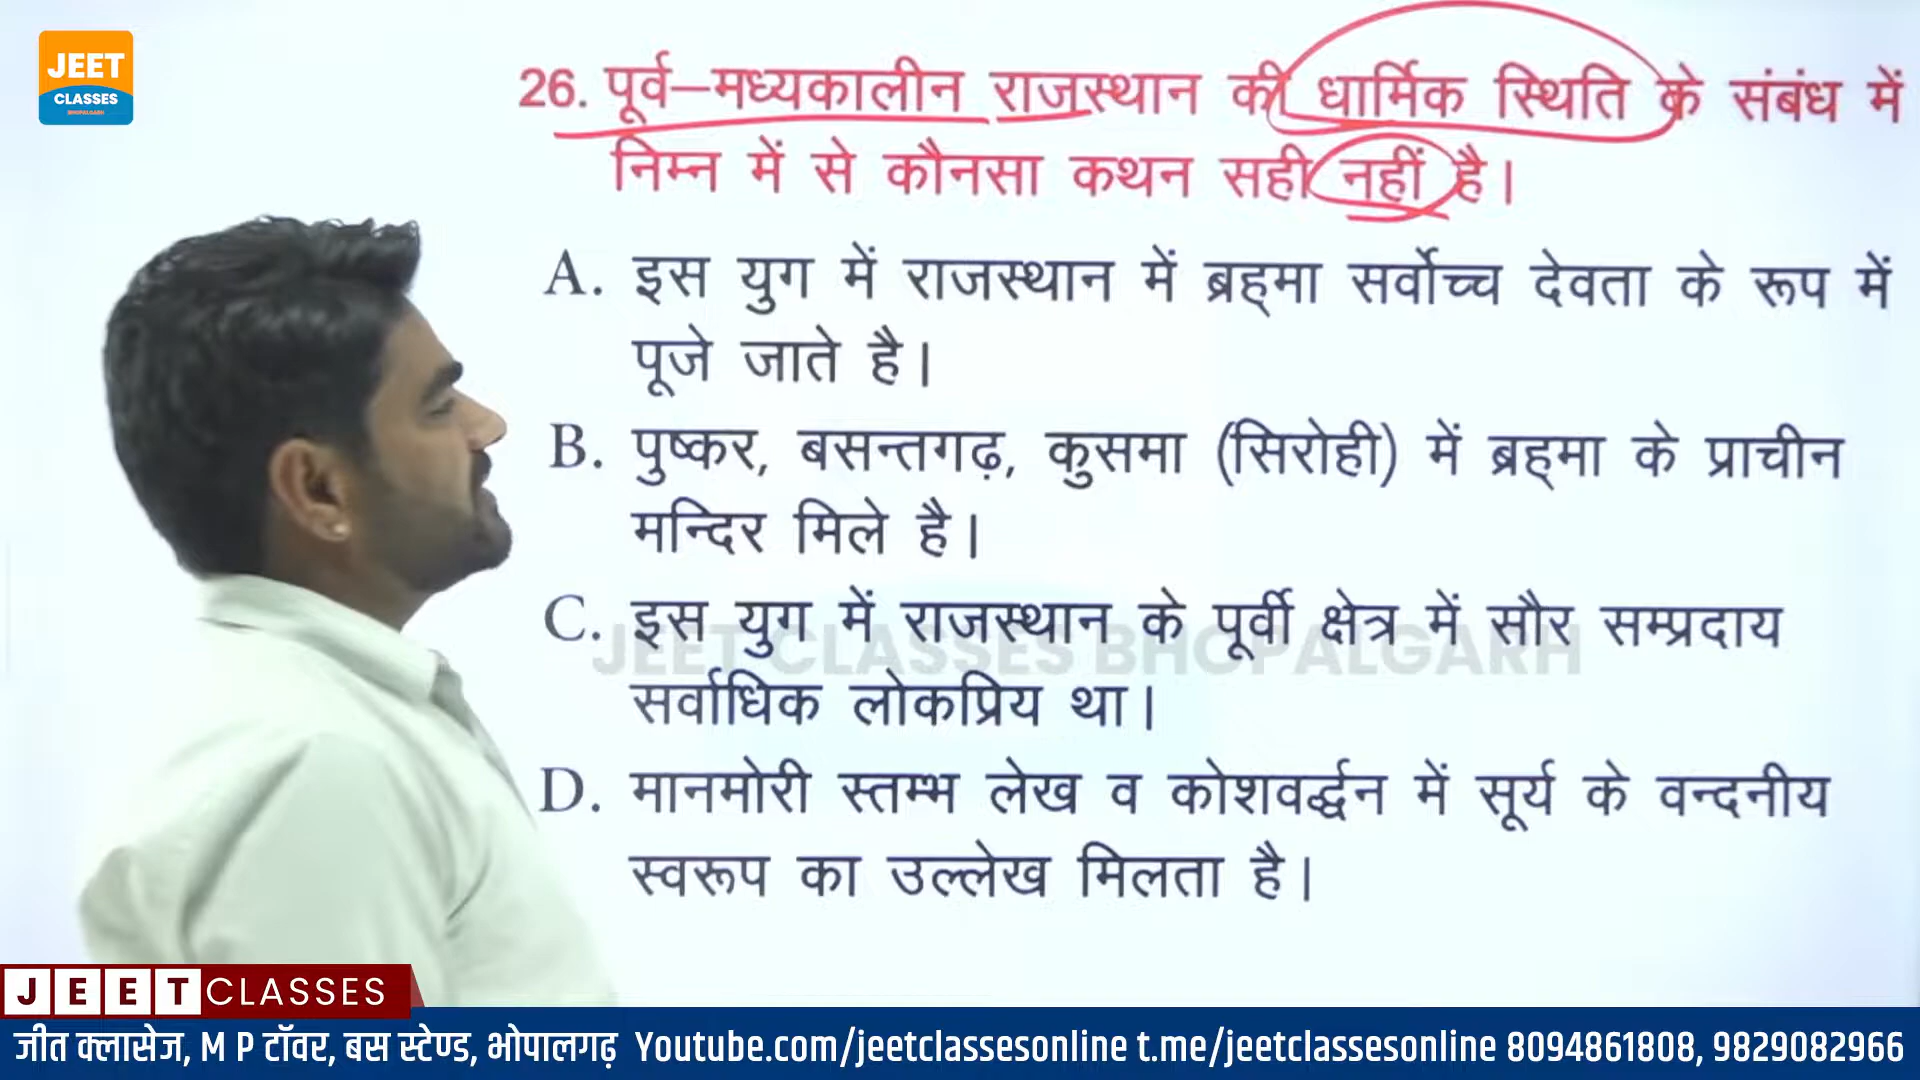 JEET
CLASSES
BHOPALGARH
26. पूर्व–मध्यकालीन राजस्थान की धार्मिक स्थिति के संबंध में
निम्न में से कौनसा कथन सही नहीं है।
A. इस युग में राजस्थान में ब्रह्मा सर्वोच्च देवता के रूप में
पूजे जाते है।
B. पुष्कर, बसन्तगढ़, कुसमा (सिरोही) में ब्रह्मा के प्राचीन
मन्दिर मिले है।
C. इस युग में राजस्थान के पूर्वी क्षेत्र में सौर सम्प्रदाय
JEET CLASSES BHOPALGARH
सर्वाधिक लोकप्रिय था।
D. मानमोरी स्तम्भ लेख व कोशवर्द्धन में सूर्य के वन्दनीय
स्वरूप का उल्लेख मिलता है।
JEET CLASSES
जीत क्लासेज, M P टॉवर, बस स्टेण्ड, भोपालगढ़ Youtube.com/jeetclassesonline t.me/jeetclassesonline 8094861808, 9829082966